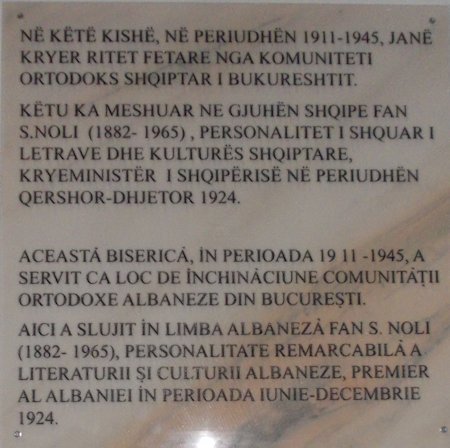 NË KËTË KISHË, NË PERIUDHËN 1911-1945, JANË
KRYER RITET FETARE NGA KOMUNITETI
ORTODOKS SHQIPTAR I BUKURESHTIT.
KËTU KA MESHUAR NE GJUHËN SHQIPE FAN
S.NOLI (1882- 1965) , PERSONALITET I SHQUAR I
LETRAVE DHE KULTURËS SHQIPTARE,
KRYEMINISTËR I SHQIPËRISË NË PERIUDHËN
QERSHOR-DHJETOR 1924.
ACEASTĂ BISERICĂ, ÎN PERIOADA 19 11 -1945, A
SERVIT CA LOC DE ÎNCHINĂCIUNE COMUNITĂȚII
ORTODOXE ALBANEZE DIN BUCUREȘTI.
AICI A SLUJIT ÎN LIMBA ALBANEZĂ FAN S. NOLI
(1882- 1965), PERSONALITATE REMARCABILĂ A
LITERATURII ȘI CULTURII ALBANEZE, PREMIER
AL ALBANIEI ÎN PERIOADA IUNIE-DECEMBRIE
1924.